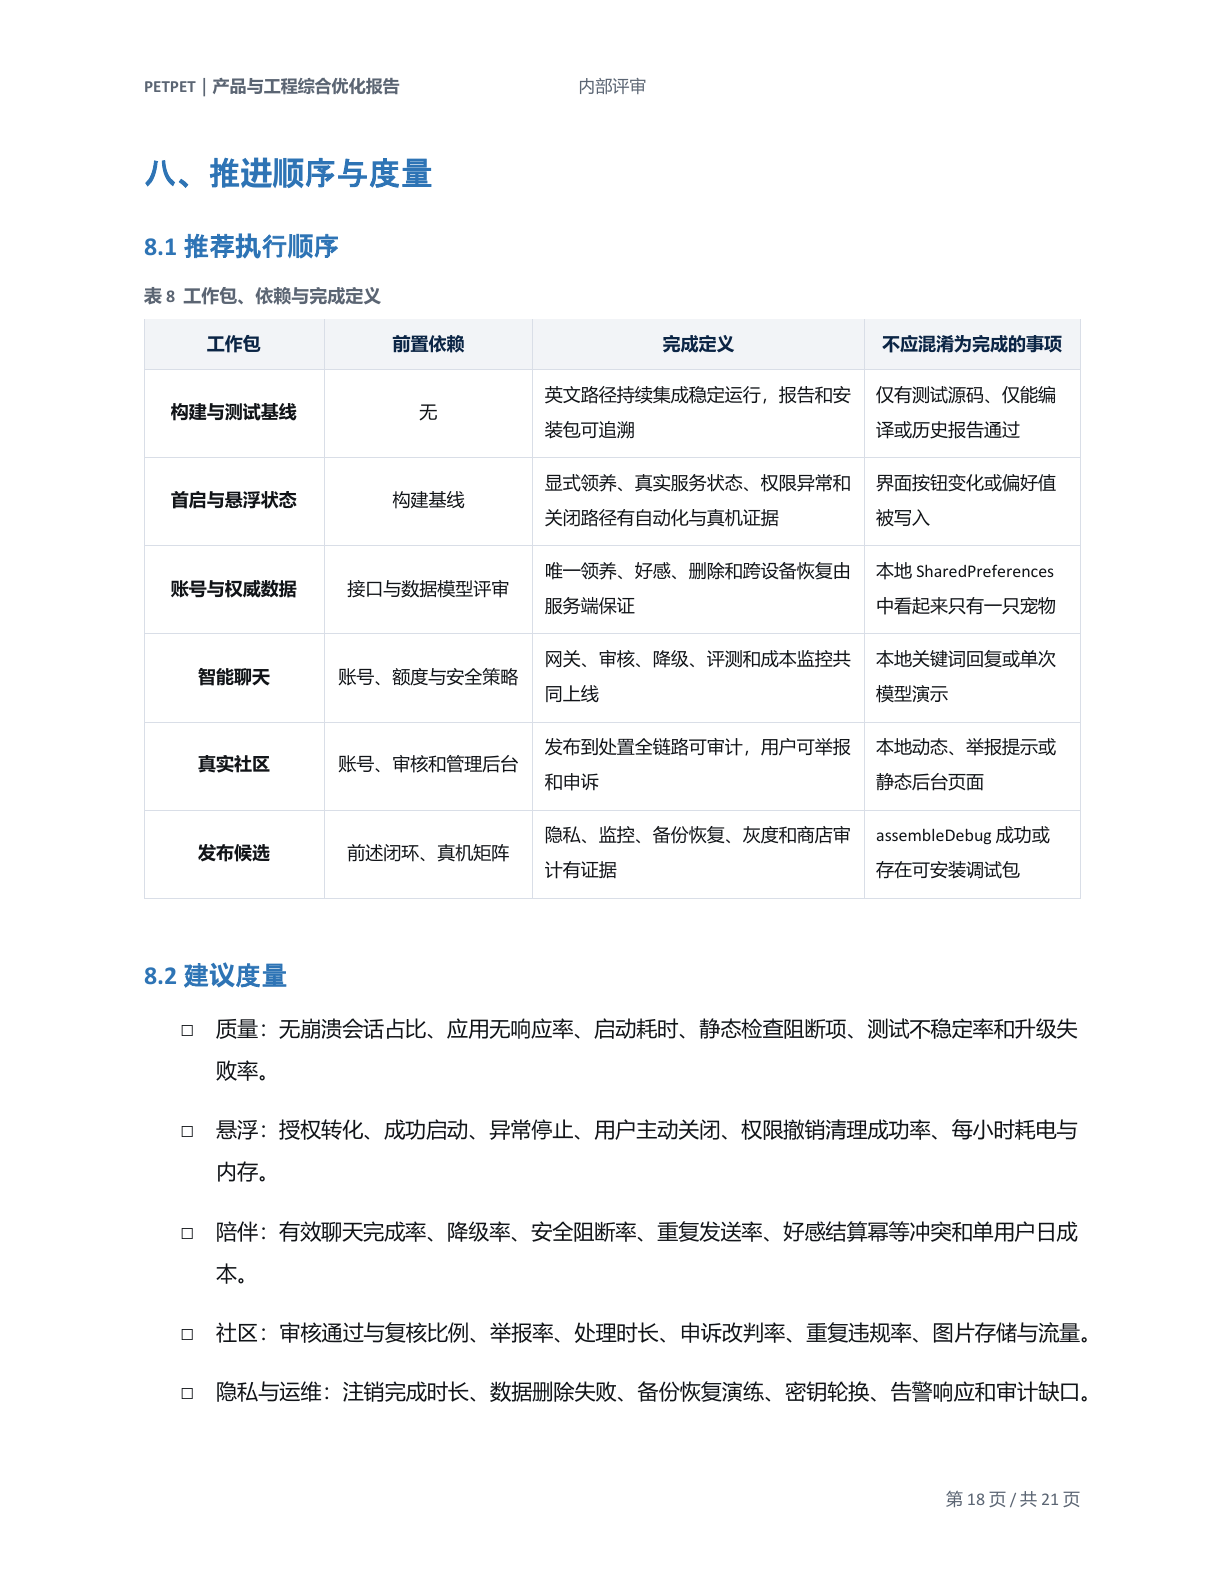 PETPET | 产品与工程综合优化报告 内部评审
八、推进顺序与度量
8.1 推荐执行顺序
表 8 工作包、依赖与完成定义
工作包 前置依赖 完成定义 不应混淆为完成的事项
构建与测试基线 无 英文路径持续集成稳定运行，报告和安 仅有测试源码、仅能编
装包可追溯 译或历史报告通过
首启与悬浮状态 构建基线 显式领养、真实服务状态、权限异常和 界面按钮变化或偏好值
关闭路径有自动化与真机证据 被写入
账号与权威数据 接口与数据模型评审 唯一领养、好感、删除和跨设备恢复由 本地 SharedPreferences
服务端保证 中看起来只有一只宠物
智能聊天 账号、额度与安全策略 网关、审核、降级、评测和成本监控共 本地关键词回复或单次
同上线 模型演示
真实社区 账号、审核和管理后台 发布到处置全链路可审计，用户可举报 本地动态、举报提示或
和申诉 静态后台页面
发布候选 前述闭环、真机矩阵 隐私、监控、备份恢复、灰度和商店审 assembleDebug 成功或
计有证据 存在可安装调试包
8.2 建议度量
□ 质量：无崩溃会话占比、应用无响应率、启动耗时、静态检查阻断项、测试不稳定率和升级失
败率。
□ 悬浮：授权转化、成功启动、异常停止、用户主动关闭、权限撤销清理成功率、每小时耗电与
内存。
□ 陪伴：有效聊天完成率、降级率、安全阻断率、重复发送率、好感结算幂等冲突和单用户日成
本。
□ 社区：审核通过与复核比例、举报率、处理时长、申诉改判率、重复违规率、图片存储与流量。
□ 隐私与运维：注销完成时长、数据删除失败、备份恢复演练、密钥轮换、告警响应和审计缺口。
第 18 页 / 共 21 页